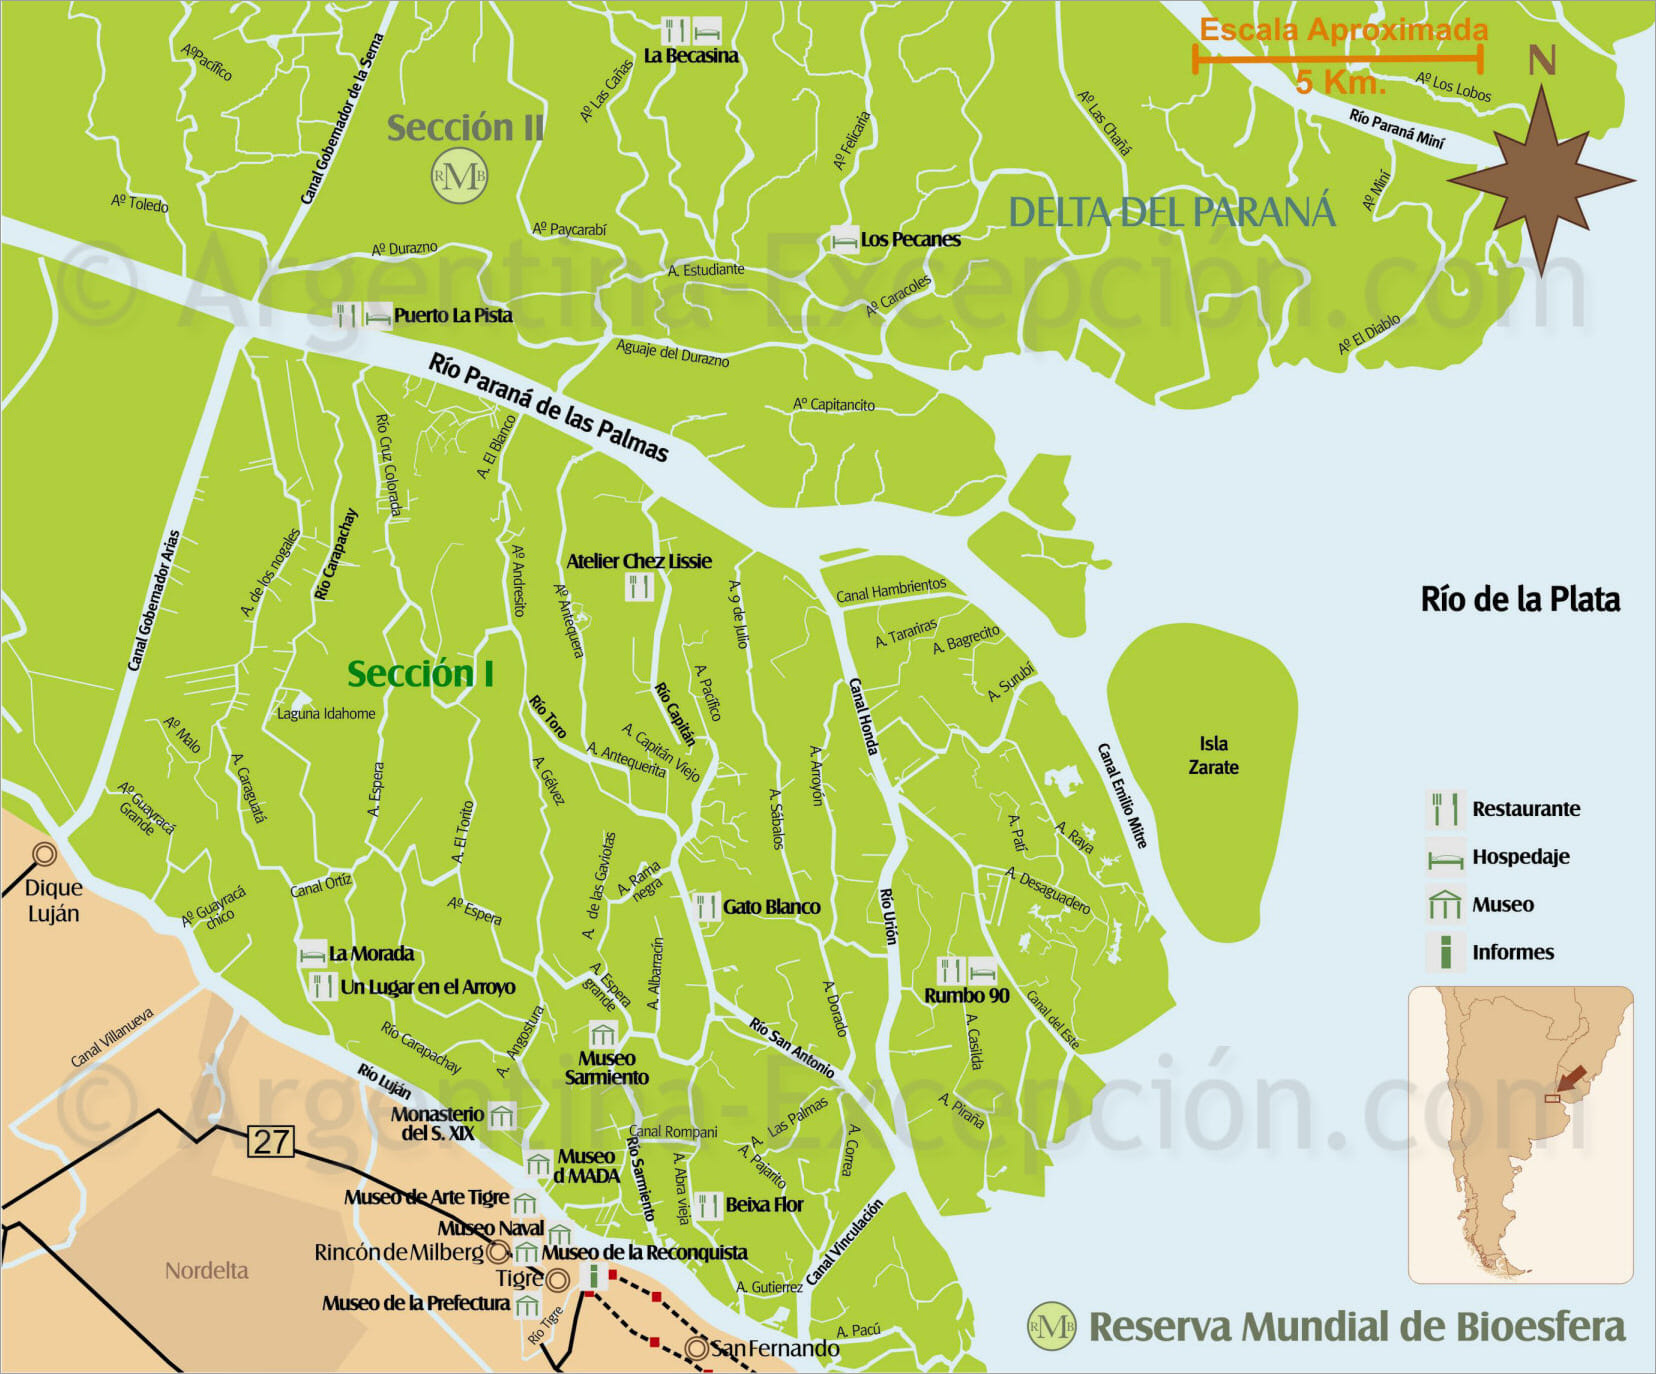 Escala Aproximada
5 Km.
N
La Becasina
AºPacífico
Canal Gobernador de la Serna
Aº Las Cañas
Aº Felicaria
Aº Las Chañá
Aº Los Lobos
Río Paraná Miní
Sección II
RMB
Aº Toledo
Aº Miní
DELTA DEL PARANÁ
Aº Paycarabí
Aº Durazno
Los Pecanes
A. Estudiante
© Argentina-Excepción.com
Aº Caracoles
Puerto La Pista
Aº El Diablo
Aguaje del Durazno
Río Paraná de las Palmas
Aº Capitancito
Río Cruz Colorada
A. El Blanco
Canal Gobernador Arias
A. de los nogales
Río Carapachay
Aº Andresito
Atelier Chez Lissie
Aº Antequera
A. 9 de Julio
Canal Hambrientos
A. Tarariras
A. Bagrecito
A. Surubí
Río de la Plata
Sección I
Laguna Idahome
Aº Malo
Río Toro
Río Capitán
A. Pacífico
A. Capitán Viejo
A. Antequerita
Canal Honda
A. Arroyón
Canal Emilio Mitre
Isla
Zarate
Aº Guayracá
Grande
A. Caraguatá
A. Espera
A. El Torito
A. Gélvez
A. Sábalos
A. Patí
A. Raya
Restaurante
Hospedaje
Museo
Informes
Dique
Luján
Canal Ortíz
Aº Guayracá
chico
Aº Espera
A. de las Gaviotas
A. Rama
negra
Gato Blanco
Río Urión
A. Desaguadero
La Morada
Un Lugar en el Arroyo
A. Espera
grande
A. Albarracín
A. Dorado
Rumbo 90
Canal del Este
A. Casilda
Canal Villanueva
Río Carapachay
A. Angostura
Museo
Sarmiento
Río San Antonio
Río Luján
© Argentina-Excepción.com
Monasterio
del S. XIX
A. Piraña
A. Las Palmas
Canal Rompani
A. Correa
27
Museo
d MADA
Río Sarmiento
A. Abra vieja
A. Pajarito
Museo de Arte Tigre
Beixa Flor
Museo Naval
Canal Vinculación
Rincón de Milberg
Museo de la Reconquista
Nordelta
Tigre
A. Gutierrez
Museo de la Prefectura
Río Tigre
San Fernando
A. Pacú
RMB
Reserva Mundial de Bioesfera